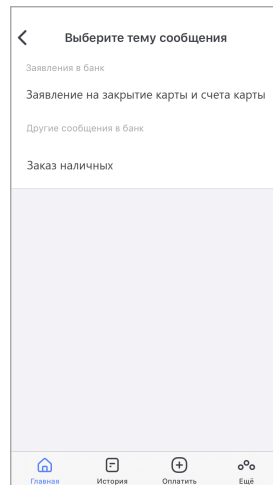 Выберите тему сообщения
Заявления в банк
Заявление на закрытие карты и счета карты
Другие сообщения в банк
Заказ наличных
Главная История Оплатить Ещё